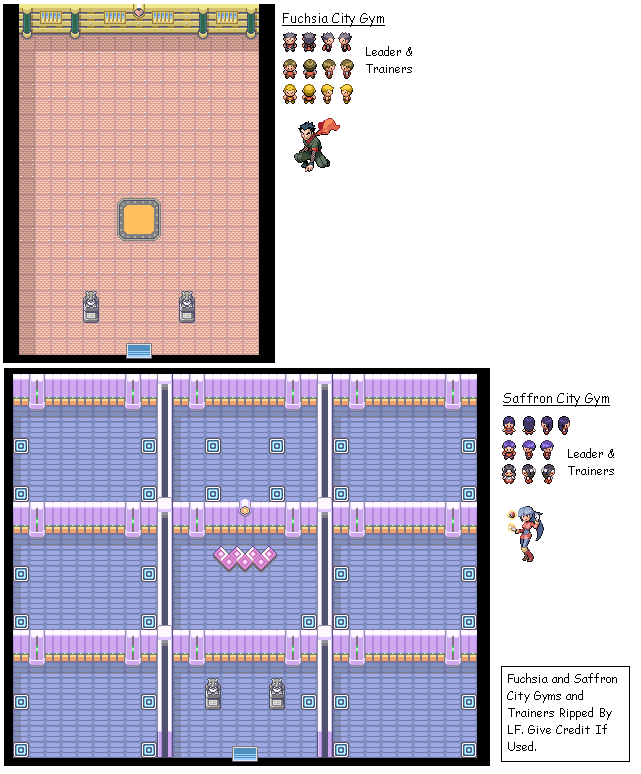 Fuchsia City Gym
Leader &
Trainers
Saffron City Gym
Leader &
Trainers
Fuchsia and Saffron
City Gyms and
Trainers Ripped By
LF. Give Credit If
Used.